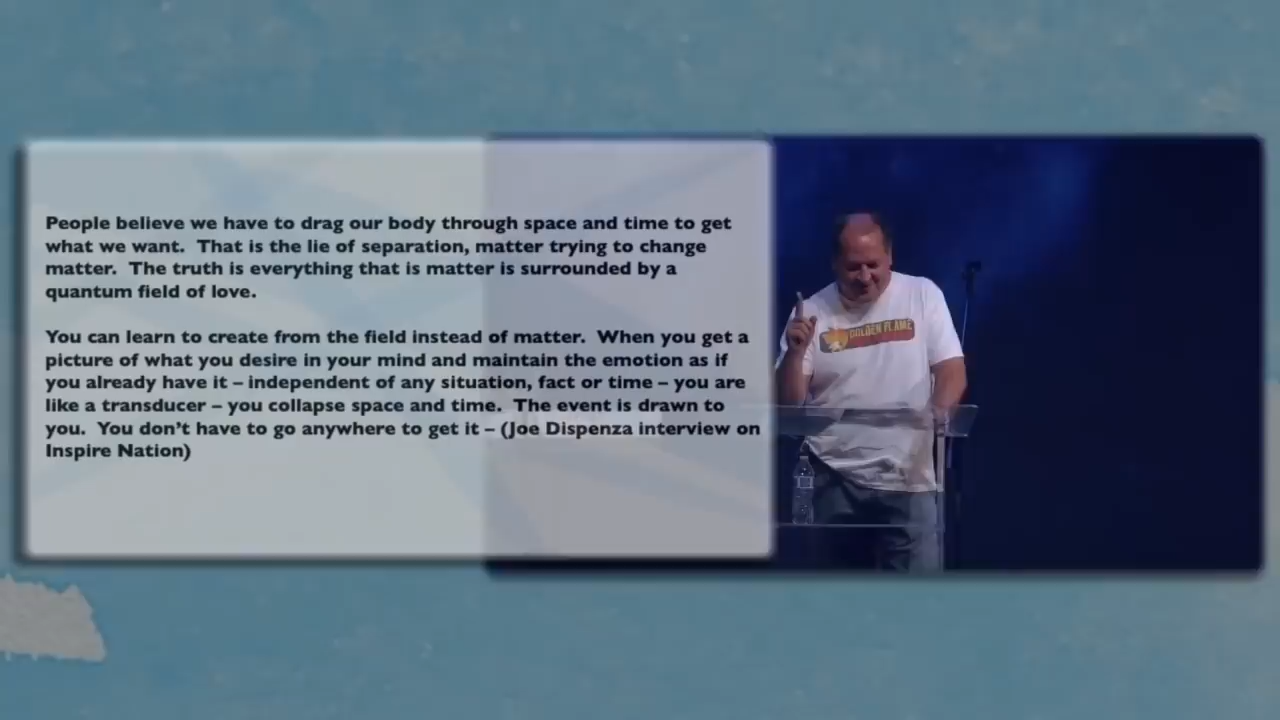 People believe we have to drag our body through space and time to get
what we want. That is the lie of separation, matter trying to change
matter. The truth is everything that is matter is surrounded by a
quantum field of love.
You can learn to create from the field instead of matter. When you get a
picture of what you desire in your mind and maintain the emotion as if
you already have it – independent of any situation, fact or time – you are
like a transducer – you collapse space and time. The event is drawn to
you. You don't have to go anywhere to get it – (Joe Dispenza interview on
Inspire Nation)
GOLDEN FLAME